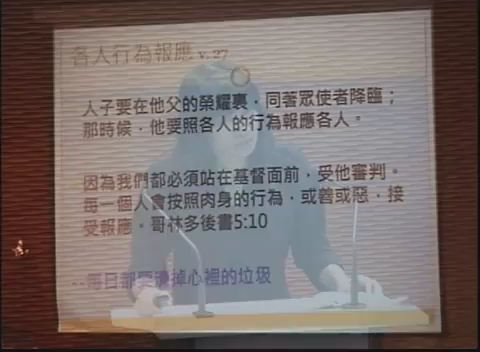 各人行為報應 v.27
人子要在他父的榮耀裏，同著眾使者降臨；
那時候，他要照各人的行為報應各人。
因為我們都必須站在基督面前，受他審判。
每一個人會按照肉身的行為，或善或惡，接
受報應。哥林多後書5:10
--每日都要掉心裡的垃圾